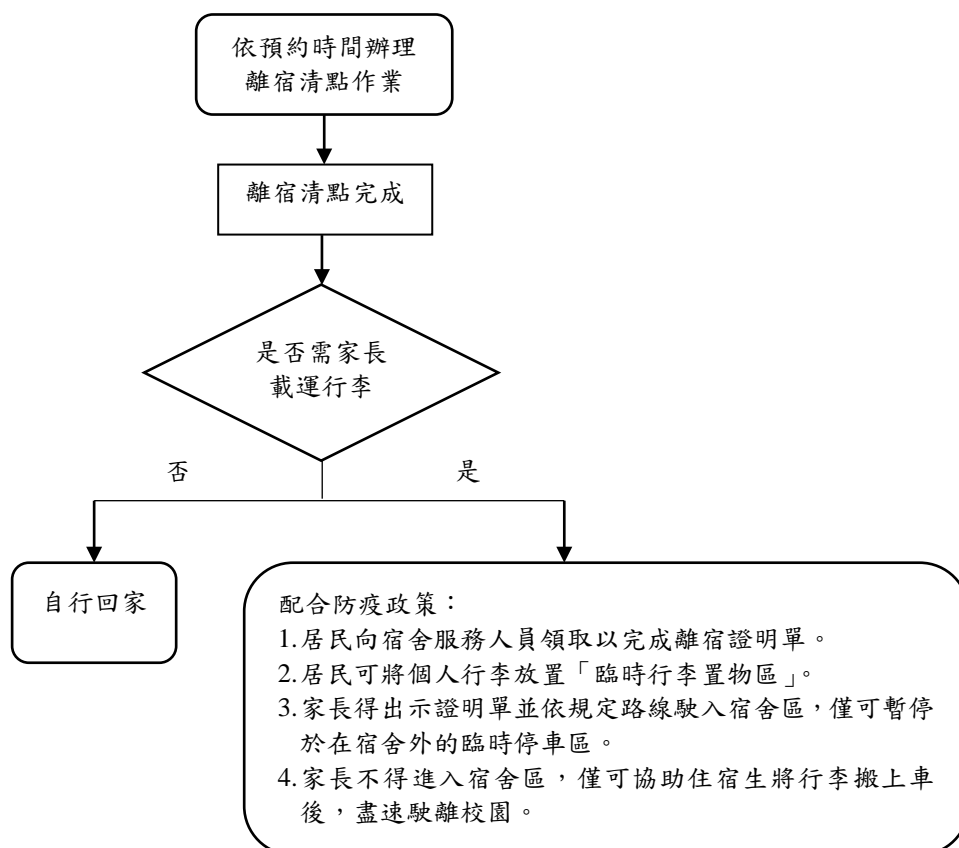 依預約時間辦理
離宿清點作業
離宿清點完成
是否需家長
載運行李
否
是
自行回家
配合防疫政策：
1.居民向宿舍服務人員領取以完成離宿證明單。
2.居民可將個人行李放置「臨時行李置物區」。
3.家長得出示證明單並依規定路線駛入宿舍區，僅可暫停
於在宿舍外的臨時停車區。
4.家長不得進入宿舍區，僅可協助住宿生將行李搬上車
後，盡速駛離校園。